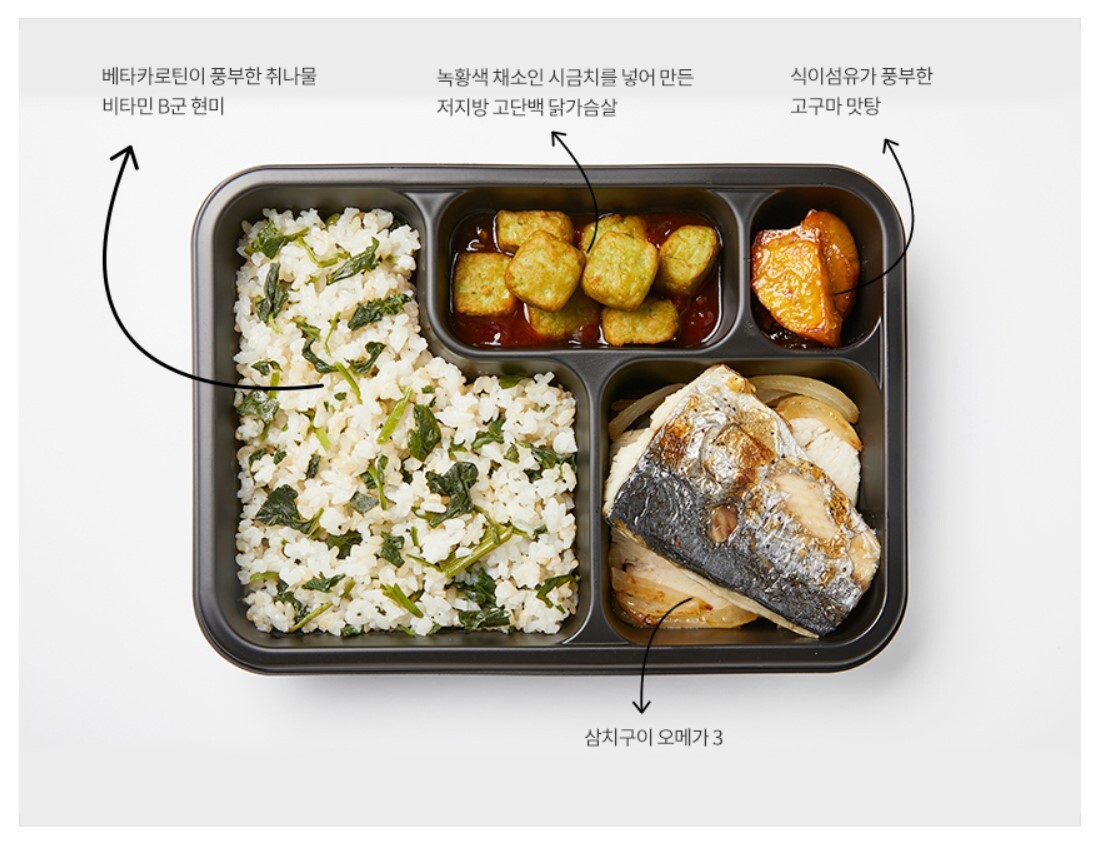 베타카로틴이 풍부한 취나물
비타민 B군 현미
녹황색 채소인 시금치를 넣어 만든
저지방 고단백 닭가슴살
식이섬유가 풍부한
고구마 맛탕
삼치구이 오메가 3